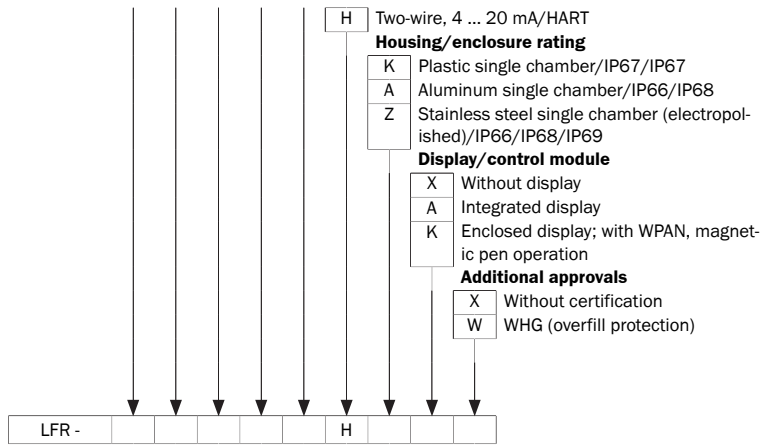 H Two-wire, 4 ... 20 mA/HART
Housing/enclosure rating
K Plastic single chamber/IP67/IP67
A Aluminum single chamber/IP66/IP68
Z Stainless steel single chamber (electropol-
ished)/IP66/IP68/IP69
Display/control module
X Without display
A Integrated display
K Enclosed display; with WPAN, magnet-
ic pen operation
Additional approvals
X Without certification
W WHG (overfill protection)
LFR - H